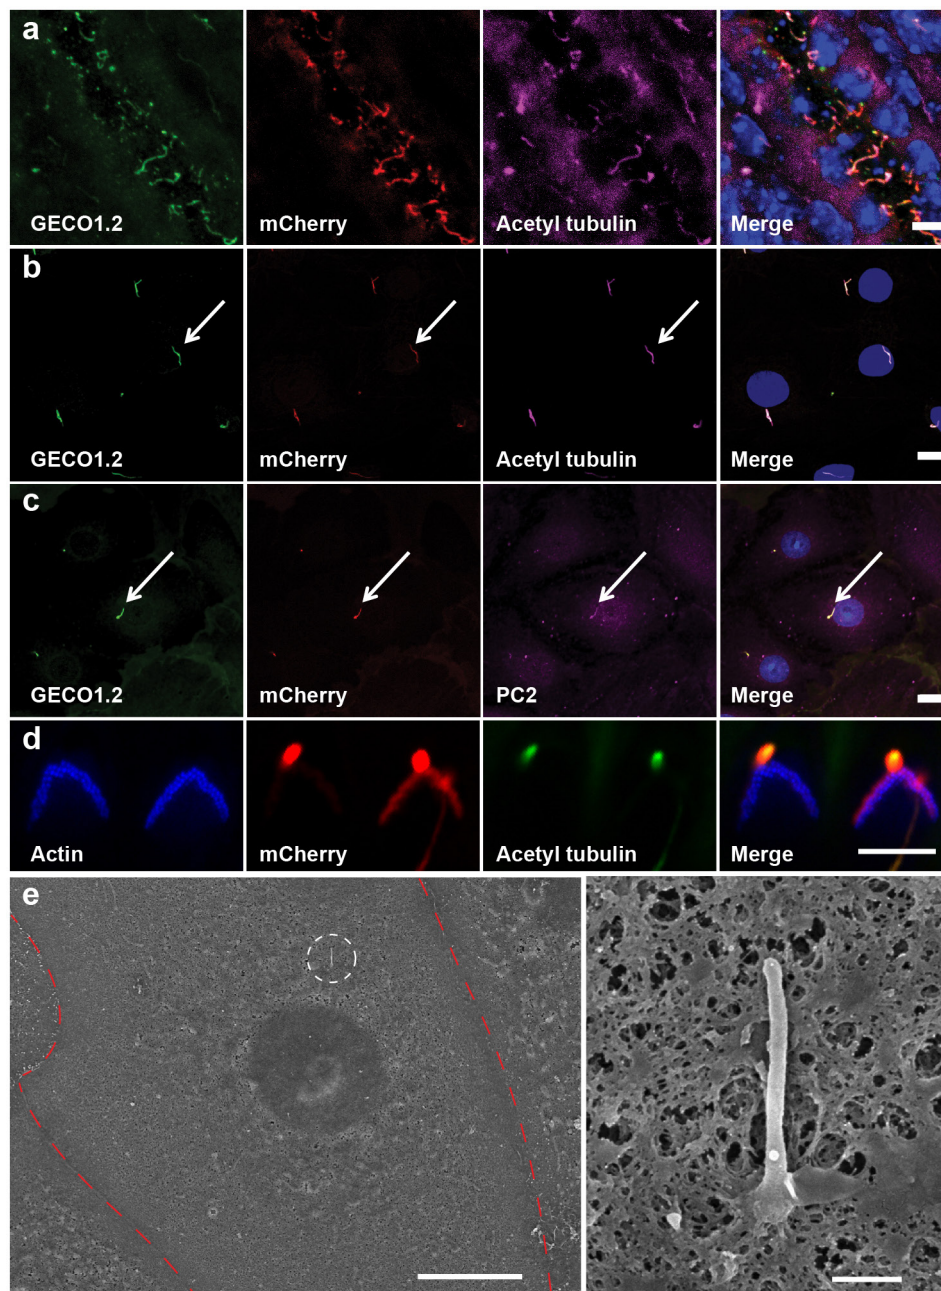 a
GECO1.2 mCherry Acetyl tubulin Merge
b
GECO1.2 mCherry Acetyl tubulin Merge
c
GECO1.2 mCherry PC2 Merge
d
Actin mCherry Acetyl tubulin Merge
e